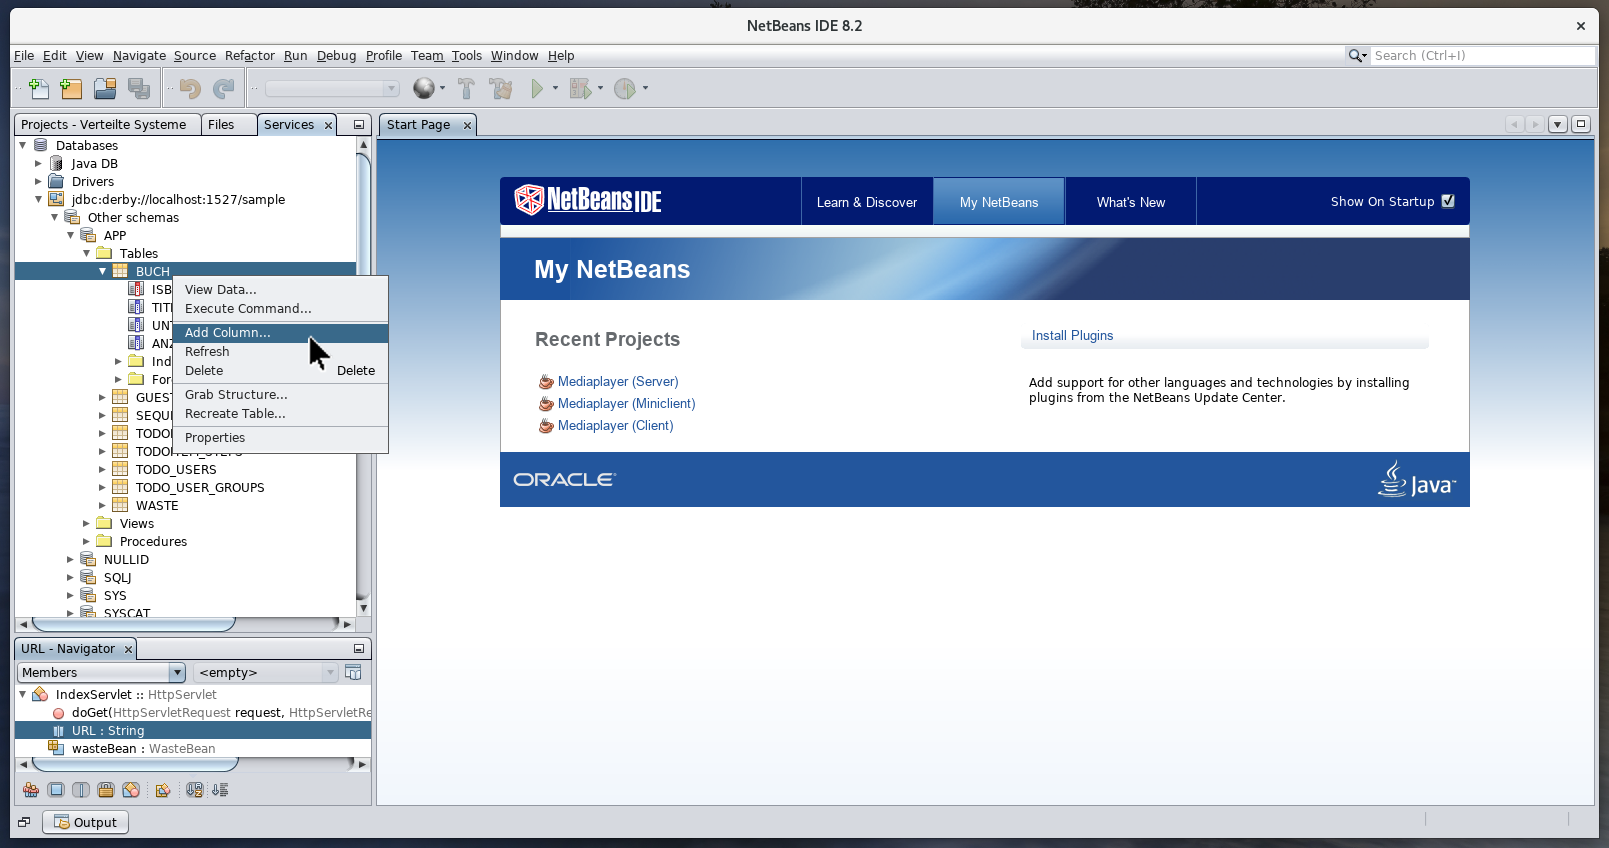 NetBeans IDE 8.2
File Edit View Navigate Source Refactor Run Debug Profile Team Tools Window Help
Search (Ctrl+I)
Projects - Verteilte Systeme Files Services
Start Page
Databases
Java DB
Drivers
jdbc:derby://localhost:1527/sample
Other schemas
APP
Tables
BUCH
ISB
TIT
UN
AN
Ind
For
GUES
SEQU
TODO
TODO
TODO_USERS
TODO_USER_GROUPS
WASTE
Views
Procedures
NULLID
SQLJ
SYS
SYSCAT
View Data...
Execute Command...
Add Column...
Refresh
Delete Delete
Grab Structure...
Recreate Table...
Properties
NetBeans IDE
Learn & Discover
My NetBeans
What's New
Show On Startup
My NetBeans
Recent Projects
Mediaplayer (Server)
Mediaplayer (Miniclient)
Mediaplayer (Client)
Install Plugins
Add support for other languages and technologies by installing
plugins from the NetBeans Update Center.
ORACLE
Java
URL - Navigator
Members
<empty>
IndexServlet :: HttpServlet
doGet(HttpServletRequest request, HttpServletRe
URL : String
wasteBean : WasteBean
Output